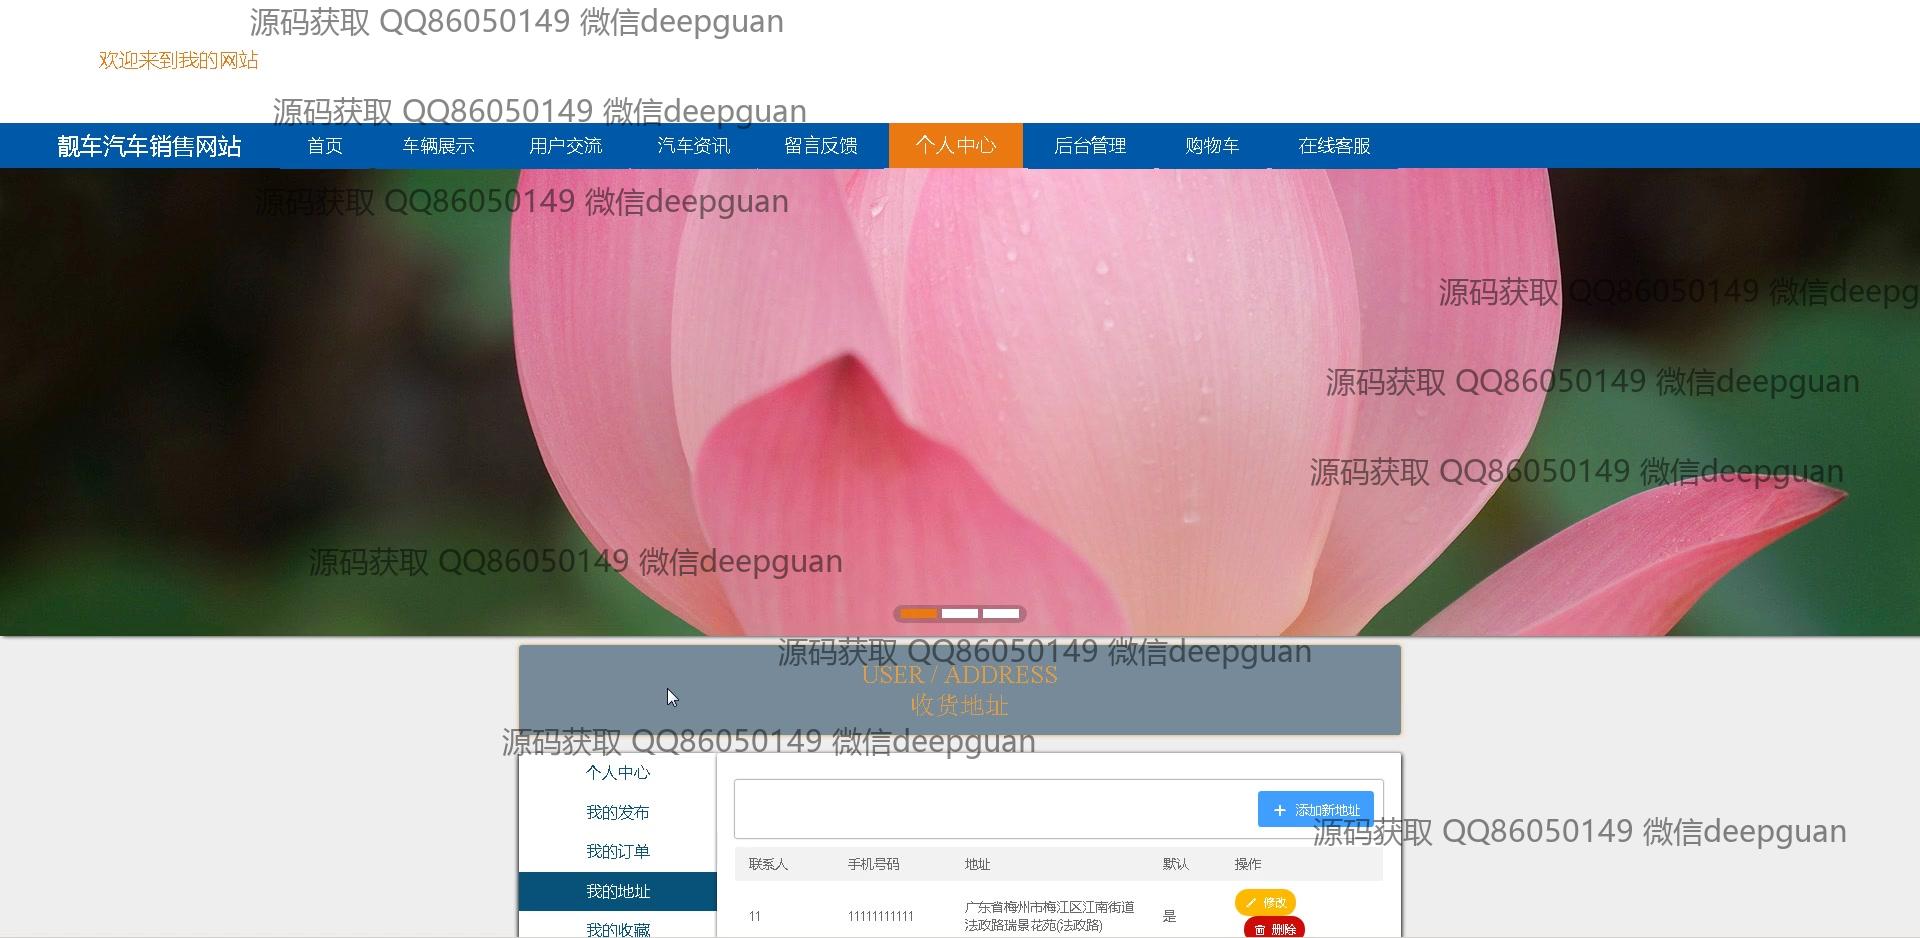 源码获取 QQ86050149 微信deepguan
欢迎来到我的网站
源码获取 QQ86050149 微信deepguan
靓车汽车销售网站 首页 车辆展示 用户交流 汽车资讯 留言反馈 个人中心 后台管理 购物车 在线客服
源码获取 QQ86050149 微信deepguan
源码获取 QQ86050149 微信deepg
源码获取 QQ86050149 微信deepguan
源码获取 QQ86050149 微信deepguan
源码获取 QQ86050149 微信deepguan
源码获取 QQ86050149 微信deepguan
USER / ADDRESS
收货地址
源码获取 QQ86050149 微信deepguan
个人中心
我的发布
我的订单
我的地址
我的收藏
添加新地址
源码获取 QQ86050149 微信deepguan
联系人 手机号码 地址 默认 操作
11 11111111111 广东省梅州市梅江区江南街道 是 修改
法政路瑞景花苑(法政路) 删除